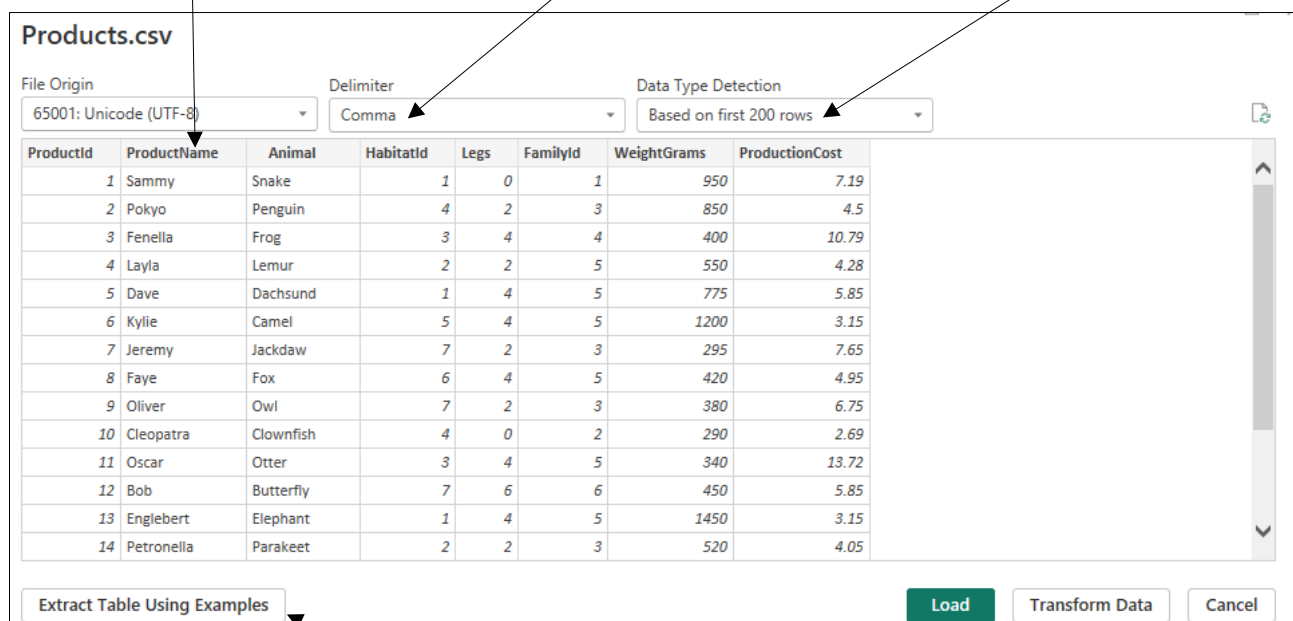 Products.csv
File Origin Delimiter Data Type Detection
65001: Unicode (UTF-8) Comma Based on first 200 rows
ProductId ProductName Animal HabitatId Legs FamilyId WeightGrams ProductionCost
1 Sammy Snake 1 0 1 950 7.19
2 Pokyo Penguin 4 2 3 850 4.5
3 Fenella Frog 3 4 4 400 10.79
4 Layla Lemur 2 2 5 550 4.28
5 Dave Dachsund 1 4 5 775 5.85
6 Kylie Camel 5 4 5 1200 3.15
7 Jeremy Jackdaw 7 2 3 295 7.65
8 Faye Fox 6 4 5 420 4.95
9 Oliver Owl 7 2 3 380 6.75
10 Cleopatra Clownfish 4 0 2 290 2.69
11 Oscar Otter 3 4 5 340 13.72
12 Bob Butterfly 7 6 6 450 5.85
13 Englebert Elephant 1 4 5 1450 3.15
14 Petronella Parakeet 2 2 3 520 4.05
Extract Table Using Examples Load Transform Data Cancel